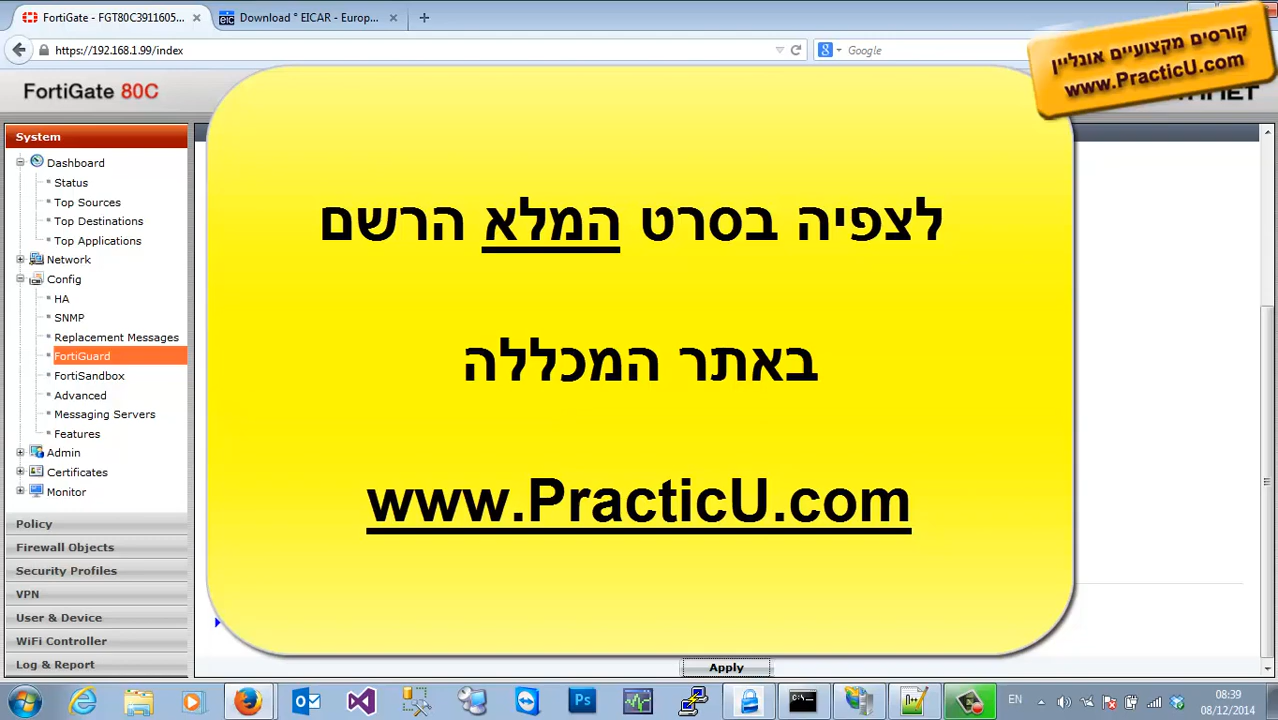 FortiGate - FGT80C3911605...
Download ° EICAR - Europ...
https://192.168.1.99/index
Google
קורסים מקצועיים אונליין
www.PracticU.com
FortiGate 80C
System
Dashboard
Status
Top Sources
Top Destinations
Top Applications
Network
Config
HA
SNMP
Replacement Messages
FortiGuard
FortiSandbox
Advanced
Messaging Servers
Features
Admin
Certificates
Monitor
Policy
Firewall Objects
Security Profiles
VPN
User & Device
WiFi Controller
Log & Report
לצפיה בסרט המלא הרשם
באתר המכללה
www.PracticU.com
Apply
EN
08:39
08/12/2014